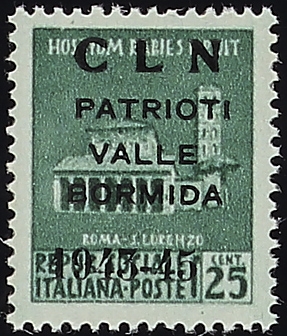 HOSTIUM RABIES DIRUIT
C L N
PATRIOTI
VALLE
BORMIDA
ROMA-S. LORENZO
1943-45
REPUBBLICA SOCIALE
ITALIANA-POSTE
CENT.
25